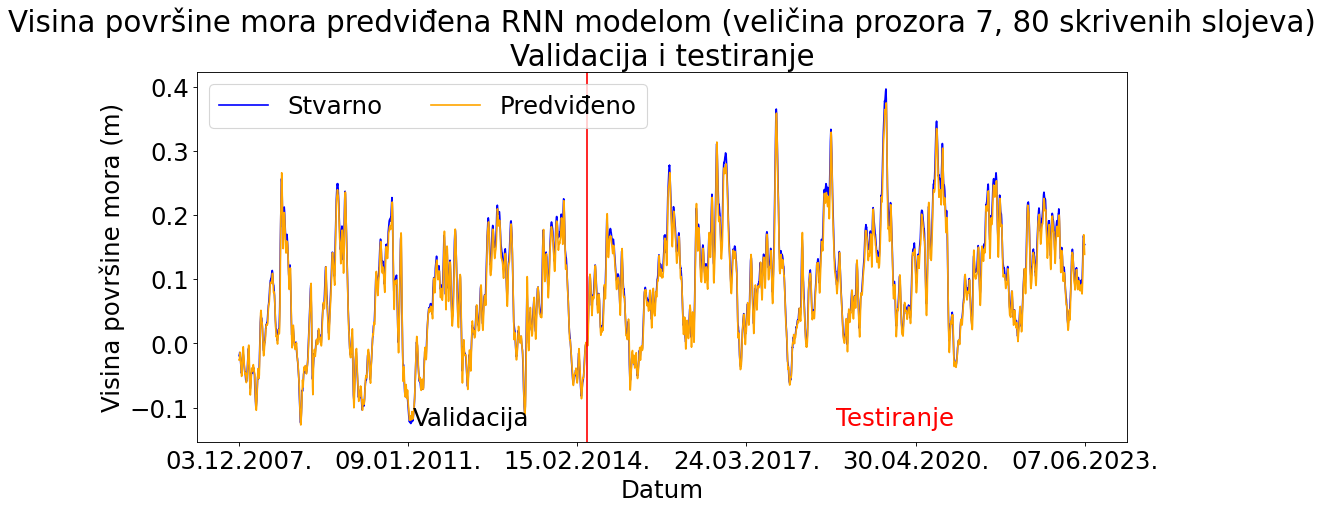 Visina površine mora predviđena RNN modelom (veličina prozora 7, 80 skrivenih slojeva)
Validacija i testiranje
Stvarno Predviđeno
Visina površine mora (m)
0.4
0.3
0.2
0.1
0.0
−0.1
Validacija
Testiranje
03.12.2007. 09.01.2011. 15.02.2014. 24.03.2017. 30.04.2020. 07.06.2023.
Datum